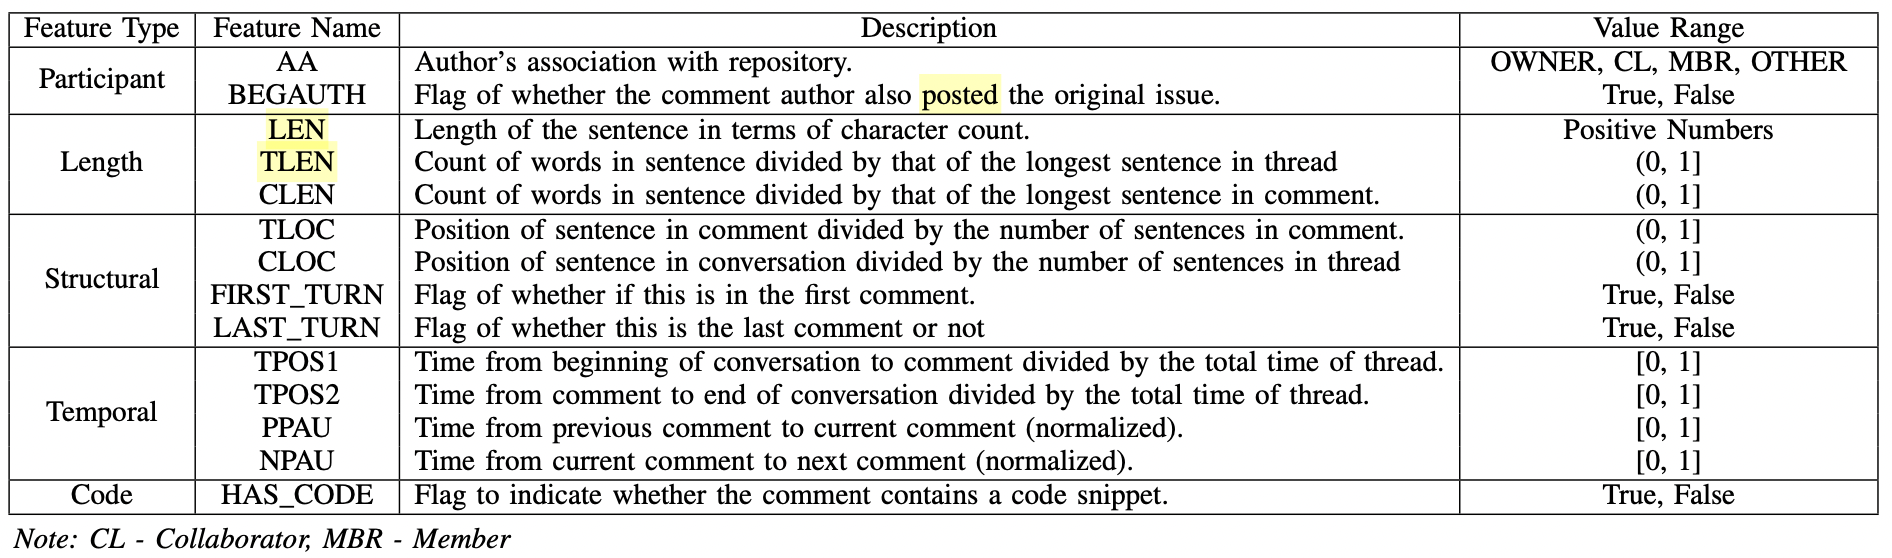 Feature Type Feature Name Description Value Range
Participant AA Author's association with repository. OWNER, CL, MBR, OTHER
BEGAUTH Flag of whether the comment author also posted the original issue. True, False
Length LEN Length of the sentence in terms of character count. Positive Numbers
TLEN Count of words in sentence divided by that of the longest sentence in thread (0, 1]
CLEN Count of words in sentence divided by that of the longest sentence in comment. (0, 1]
Structural TLOC Position of sentence in comment divided by the number of sentences in comment. (0, 1]
CLOC Position of sentence in conversation divided by the number of sentences in thread (0, 1]
FIRST_TURN Flag of whether if this is in the first comment. True, False
LAST_TURN Flag of whether this is the last comment or not True, False
Temporal TPOS1 Time from beginning of conversation to comment divided by the total time of thread. [0, 1]
TPOS2 Time from comment to end of conversation divided by the total time of thread. [0, 1]
PPAU Time from previous comment to current comment (normalized). [0, 1]
NPAU Time from current comment to next comment (normalized). [0, 1]
Code HAS_CODE Flag to indicate whether the comment contains a code snippet. True, False
Note: CL - Collaborator, MBR - Member